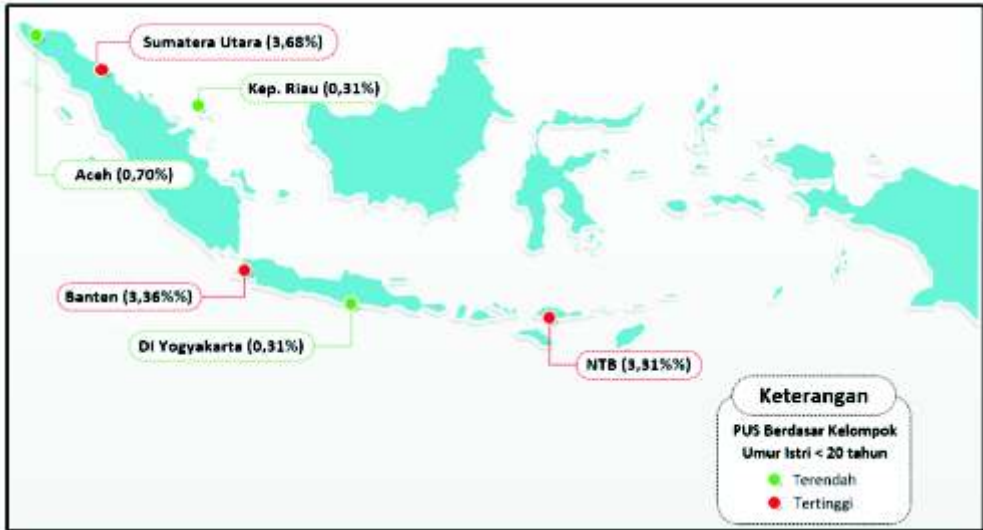 Sumatera Utara (3,68%)
Kep. Riau (0,31%)
Aceh (0,70%)
Banten (3,36%%)
DI Yogyakarta (0,31%)
NTB (3,31%%)
Keterangan
PUS Berdasar Kelompok
Umur Istri < 20 tahun
Terendah
Tertinggi